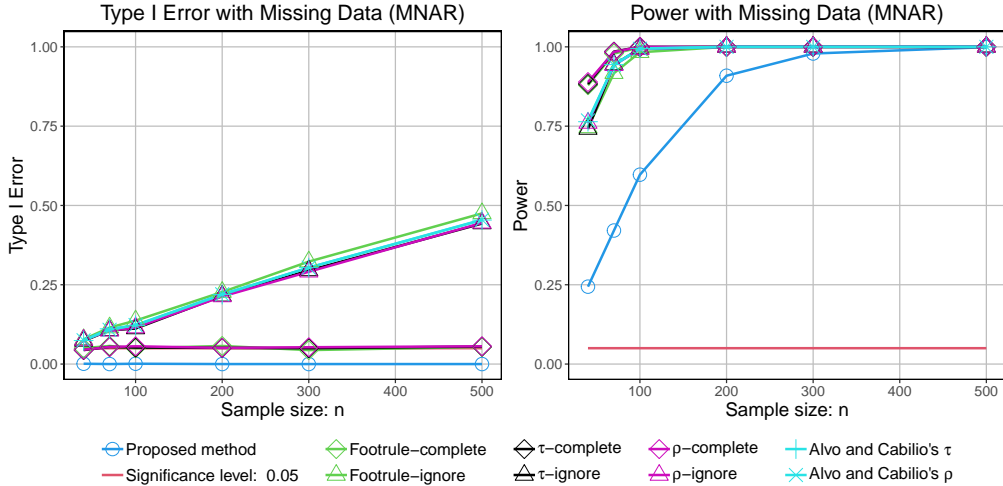 Type I Error with Missing Data (MNAR)
Power with Missing Data (MNAR)
Type I Error
1.00
0.75
0.50
0.25
0.00
100
200
300
400
500
Sample size: n
Power
1.00
0.75
0.50
0.25
0.00
100
200
300
400
500
Sample size: n
Proposed method
Significance level: 0.05
Footrule−complete
Footrule−ignore
τ−complete
τ−ignore
ρ−complete
ρ−ignore
Alvo and Cabilio's τ
Alvo and Cabilio's ρ